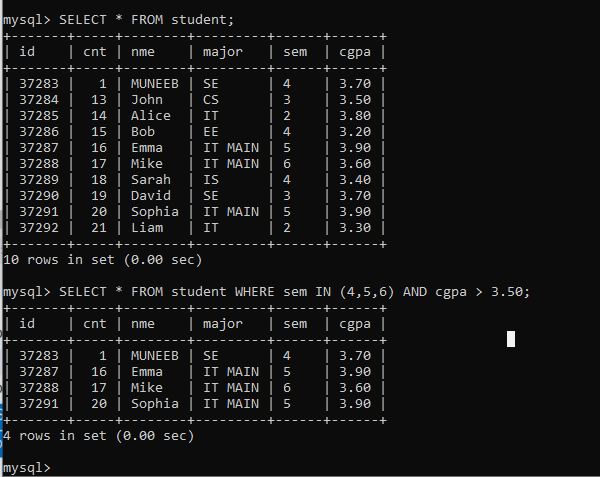 mysql> SELECT * FROM student;
+-------+-----+--------+---------+-----+------+
| id    | cnt | nme    | major   | sem | cgpa |
+-------+-----+--------+---------+-----+------+
| 37283 |   1 | MUNEEB | SE      | 4   | 3.70 |
| 37284 |  13 | John   | CS      | 3   | 3.50 |
| 37285 |  14 | Alice  | IT      | 2   | 3.80 |
| 37286 |  15 | Bob    | EE      | 4   | 3.20 |
| 37287 |  16 | Emma   | IT MAIN | 5   | 3.90 |
| 37288 |  17 | Mike   | IT MAIN | 6   | 3.60 |
| 37289 |  18 | Sarah  | IS      | 4   | 3.40 |
| 37290 |  19 | David  | SE      | 3   | 3.70 |
| 37291 |  20 | Sophia | IT MAIN | 5   | 3.90 |
| 37292 |  21 | Liam   | IT      | 2   | 3.30 |
+-------+-----+--------+---------+-----+------+
10 rows in set (0.00 sec)
mysql> SELECT * FROM student WHERE sem IN (4,5,6) AND cgpa > 3.50;
+-------+-----+--------+---------+-----+------+
| id    | cnt | nme    | major   | sem | cgpa |
+-------+-----+--------+---------+-----+------+
| 37283 |   1 | MUNEEB | SE      | 4   | 3.70 |
| 37287 |  16 | Emma   | IT MAIN | 5   | 3.90 |
| 37288 |  17 | Mike   | IT MAIN | 6   | 3.60 |
| 37291 |  20 | Sophia | IT MAIN | 5   | 3.90 |
+-------+-----+--------+---------+-----+------+
4 rows in set (0.00 sec)
mysql>